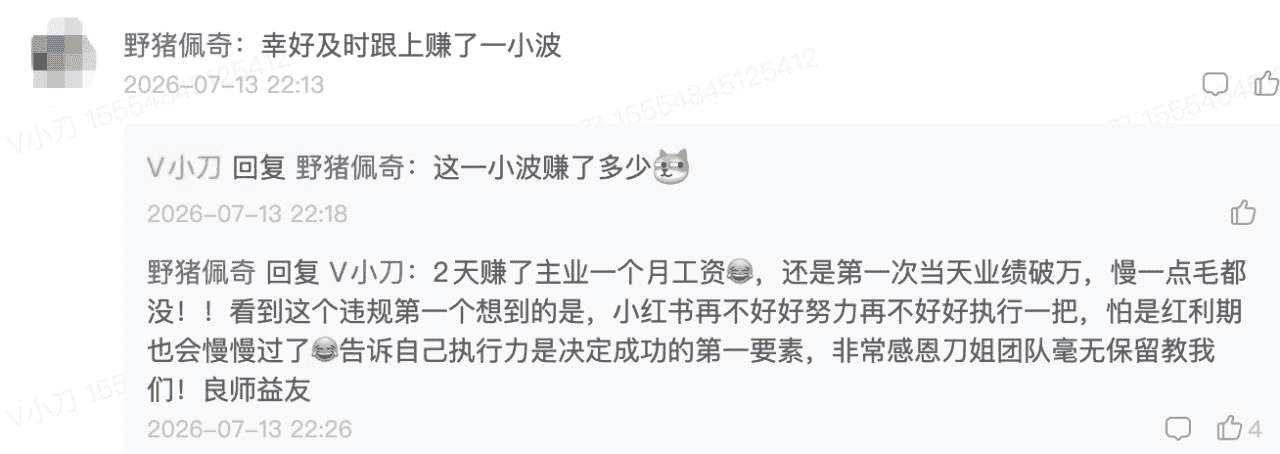 野猪佩奇：幸好及时跟上赚了一小波
2026-07-13 22:13
V小刀 15554845125412
V小刀 15554845125412
V小刀 回复 野猪佩奇：这一小波赚了多少
2026-07-13 22:18
野猪佩奇 回复 V小刀：2天赚了主业一个月工资😂，还是第一次当天业绩破万，慢一点毛都
没！！看到这个违规第一个想到的是，小红书再不好好努力再不好好执行一把，怕是红利期
也会慢慢过了😂告诉自己执行力是决定成功的第一要素，非常感恩刀姐团队毫无保留教我
们！良师益友
2026-07-13 22:26
4